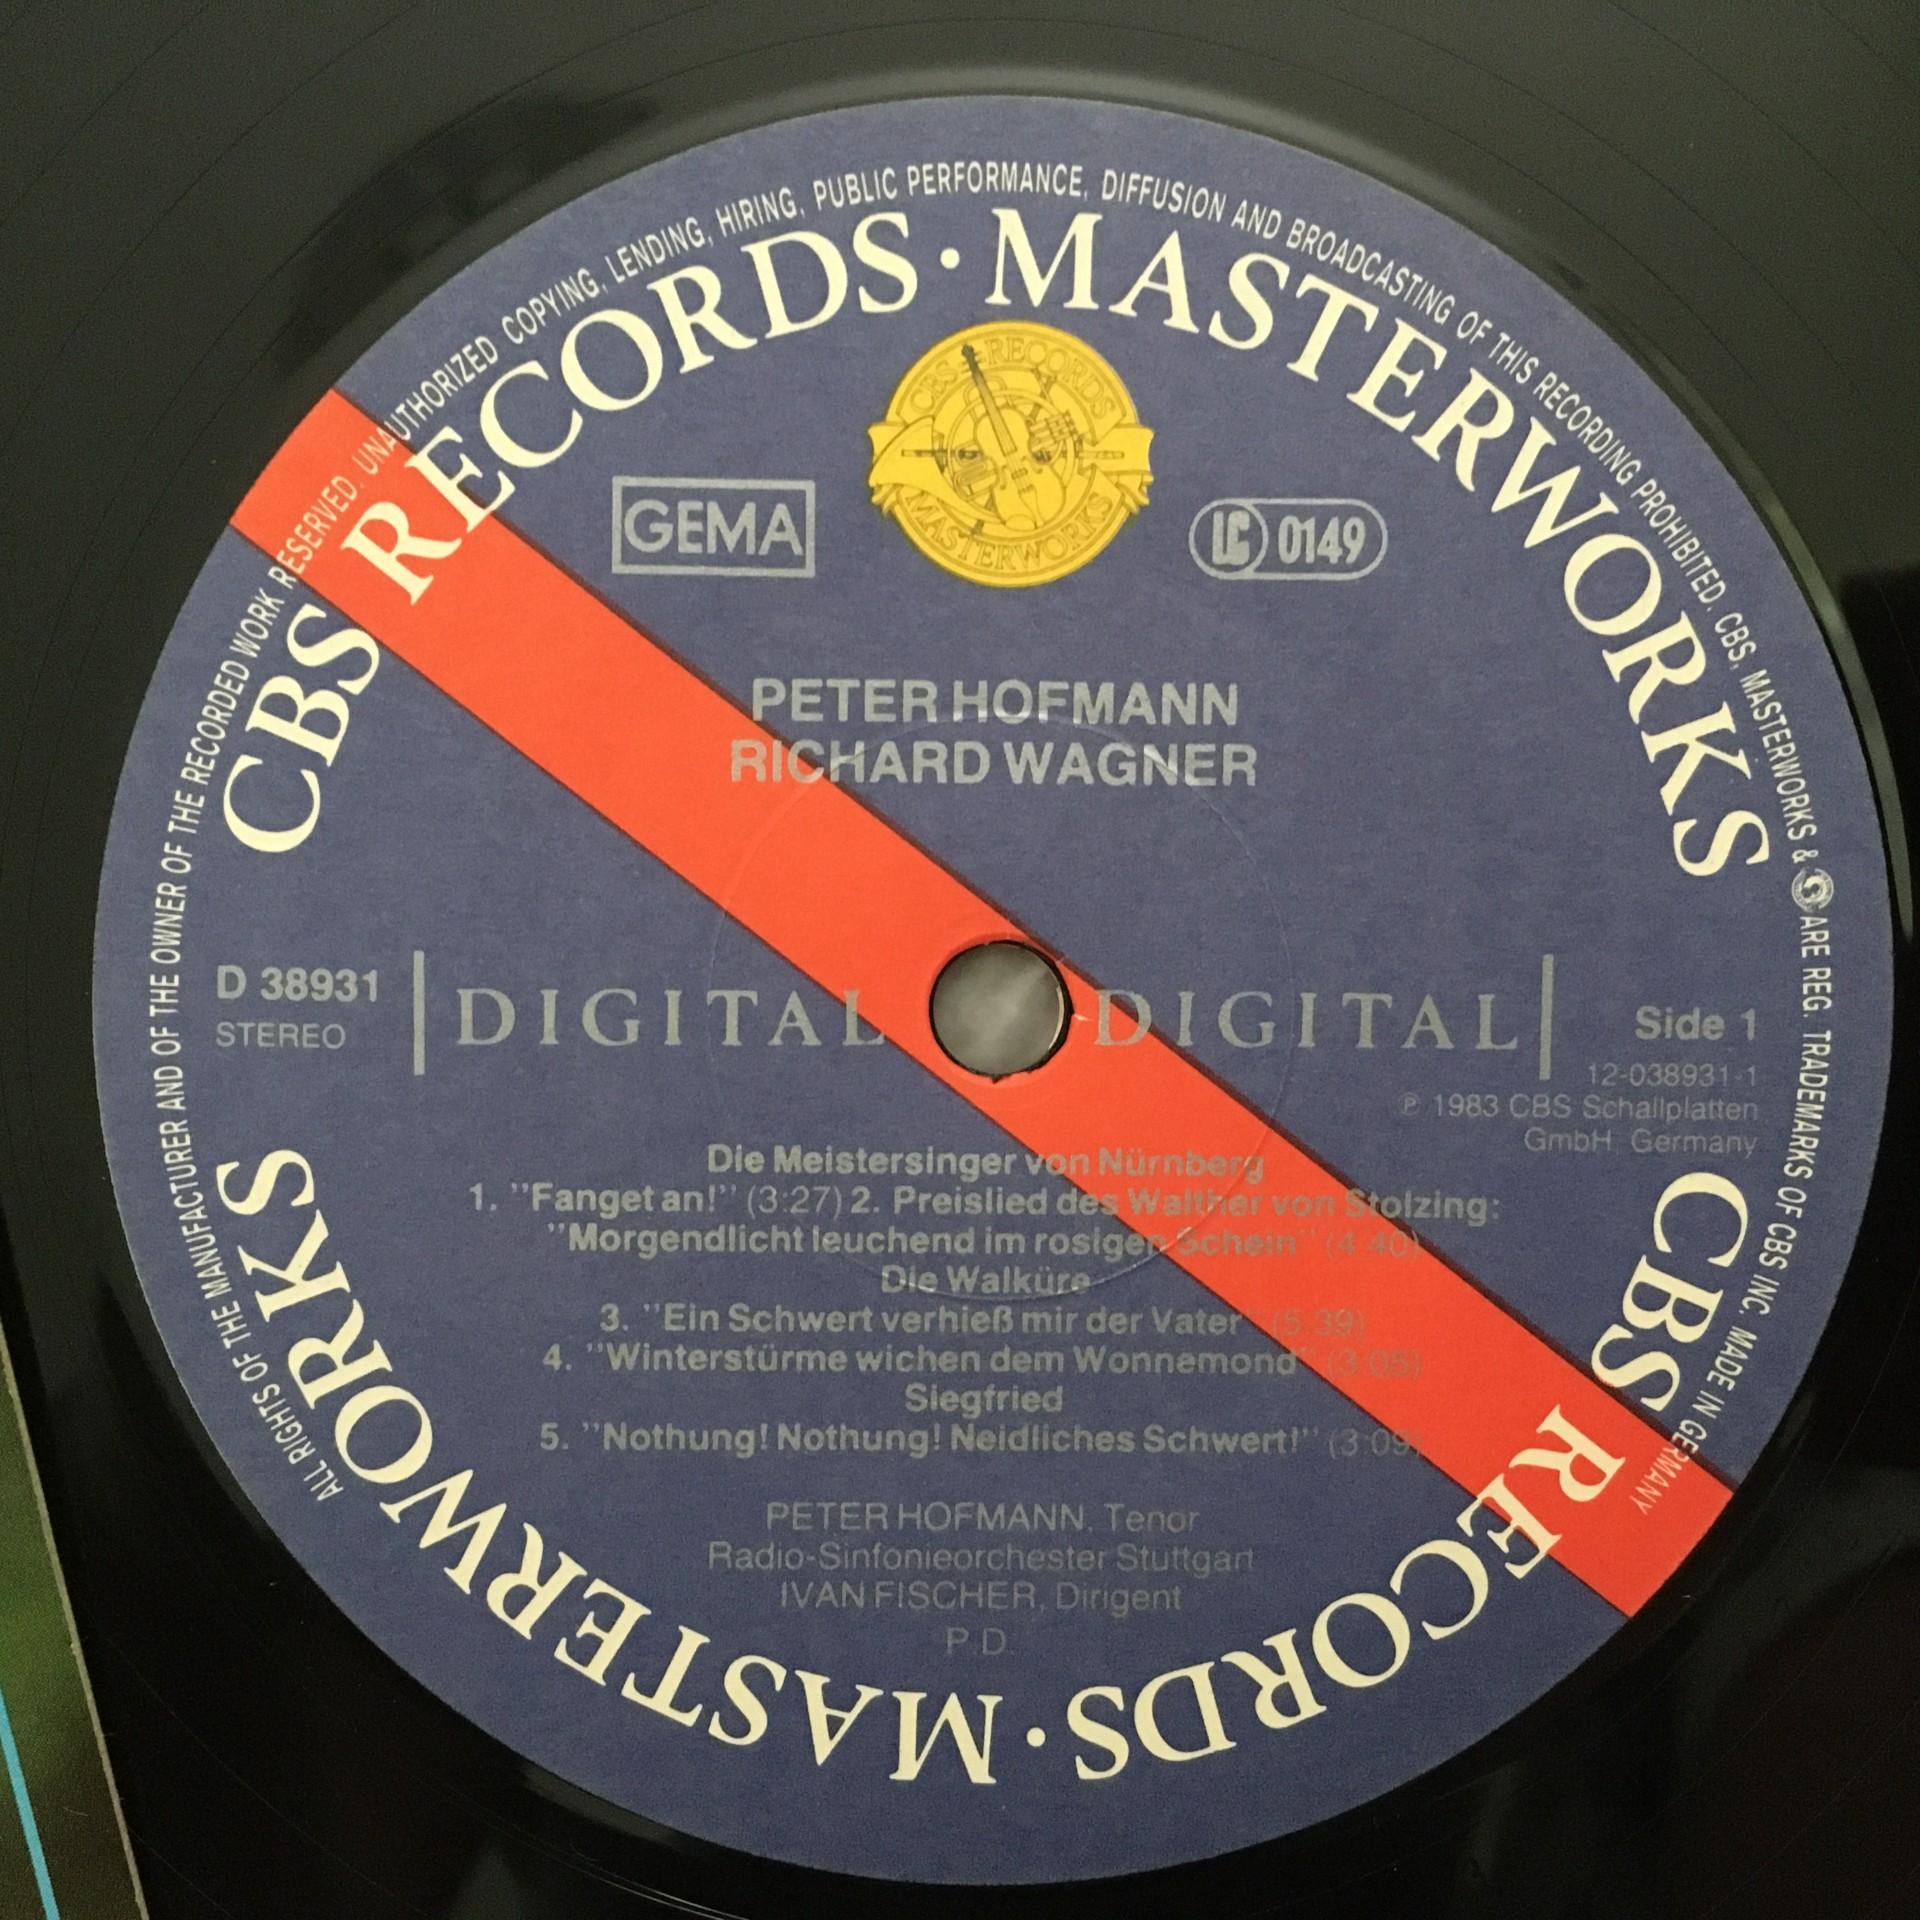 ALL RIGHTS OF THE MANUFACTURER AND OF THE OWNER OF THE RECORDED WORK RESERVED. UNAUTHORIZED COPYING, LENDING, HIRING, PUBLIC PERFORMANCE, DIFFUSION AND BROADCASTING OF THIS RECORDING PROHIBITED. CBS, MASTERWORKS & ARE REG. TRADEMARKS OF CBS INC. MADE IN GERMANY
CBS RECORDS · MASTERWORKS
CBS RECORDS
MASTERWORKS
GEMA
LC 0149
PETER HOFMANN
RICHARD WAGNER
D 38931
STEREO
DIGITAL DIGITAL
Side 1
12-038931-1
℗ 1983 CBS Schallplatten
GmbH, Germany
Die Meistersinger von Nürnberg
1. "Fanget an!" (3:27) 2. Preislied des Walther von Stolzing:
"Morgendlicht leuchend im rosigen Schein" (4:40)
Die Walküre
3. "Ein Schwert verhieß mir der Vater" (5:39)
4. "Winterstürme wichen dem Wonnemond" (3:05)
Siegfried
5. "Nothung! Nothung! Neidliches Schwert!" (3:09)
PETER HOFMANN, Tenor
Radio-Sinfonieorchester Stuttgart
IVAN FISCHER, Dirigent
P.D.
CBS RECORDS · MASTERWORKS